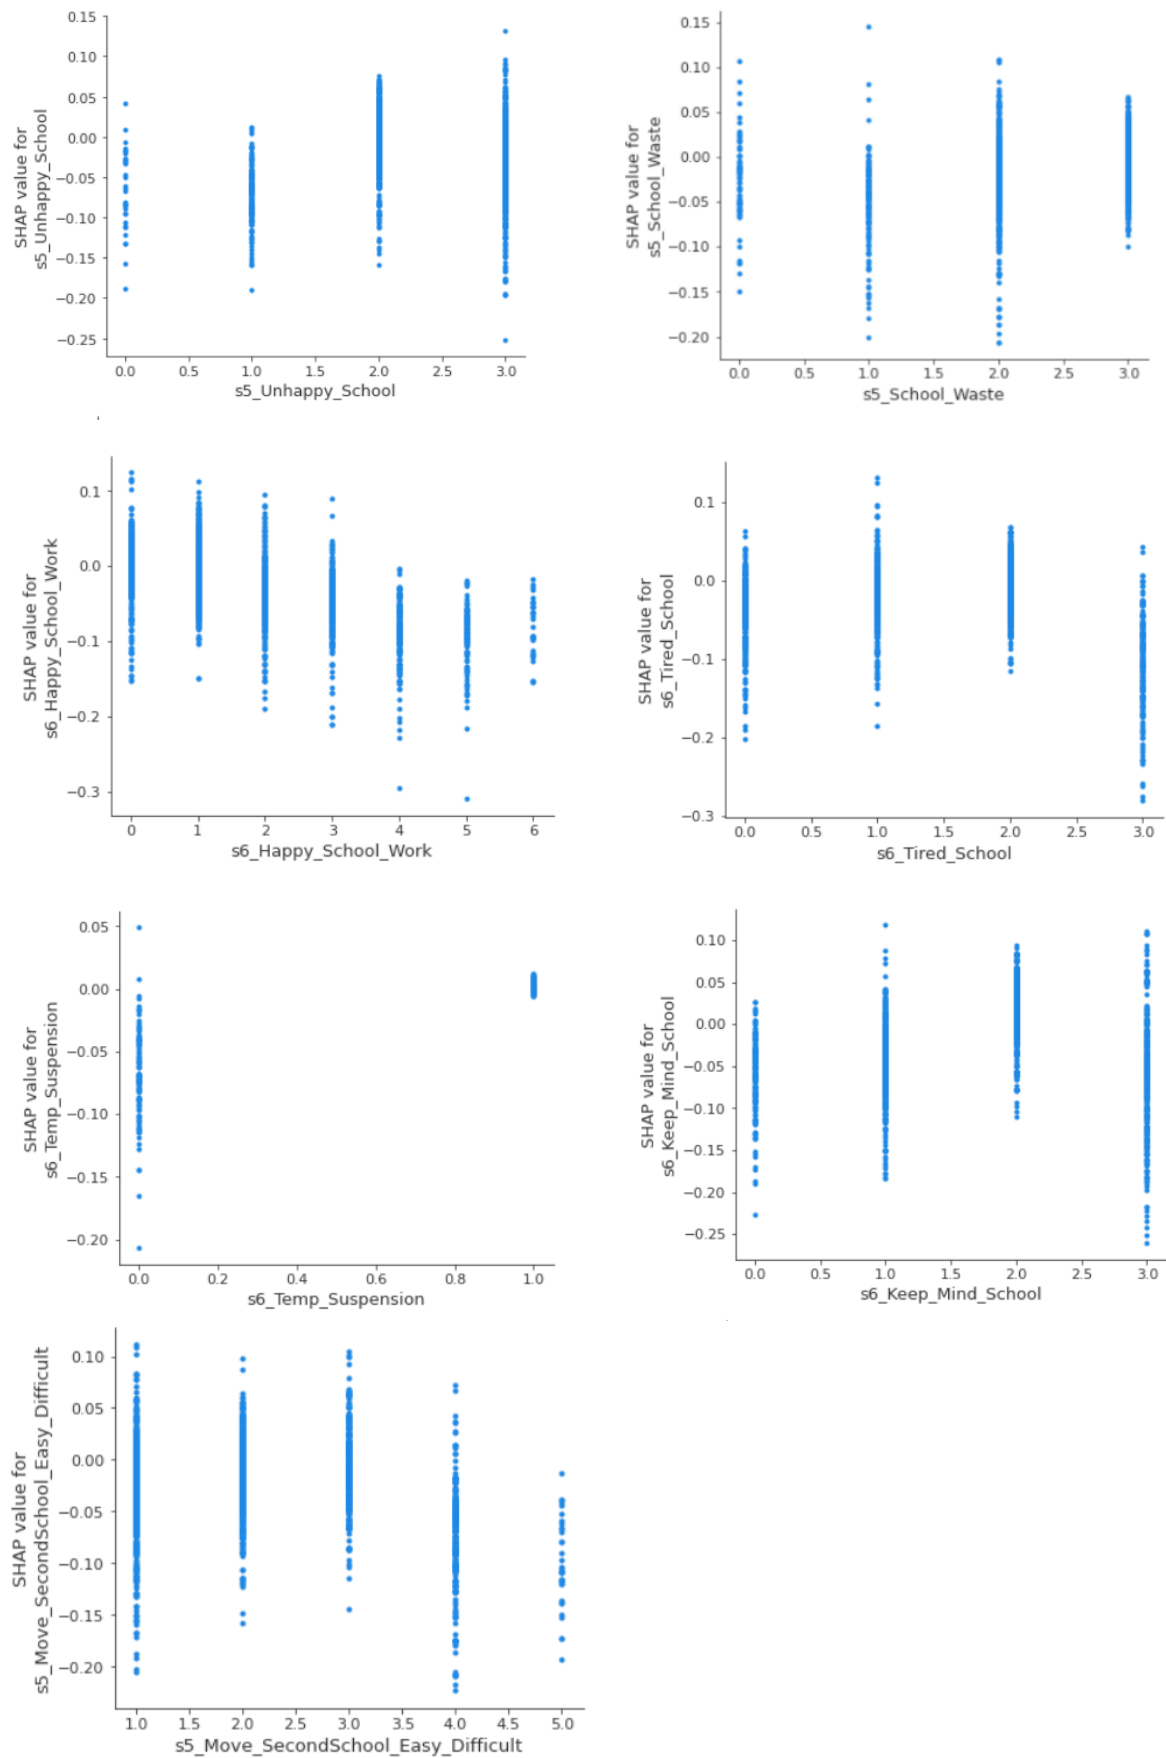 0.15
0.10
0.05
0.00
−0.05
−0.10
−0.15
−0.20
−0.25
SHAP value for
s5_Unhappy_School
0.0 0.5 1.0 1.5 2.0 2.5 3.0
s5_Unhappy_School
0.15
0.10
0.05
0.00
−0.05
−0.10
−0.15
−0.20
SHAP value for
s5_School_Waste
0.0 0.5 1.0 1.5 2.0 2.5 3.0
s5_School_Waste
0.1
0.0
−0.1
−0.2
−0.3
SHAP value for
s6_Happy_School_Work
0 1 2 3 4 5 6
s6_Happy_School_Work
0.1
0.0
−0.1
−0.2
−0.3
SHAP value for
s6_Tired_School
0.0 0.5 1.0 1.5 2.0 2.5 3.0
s6_Tired_School
0.05
0.00
−0.05
−0.10
−0.15
−0.20
SHAP value for
s6_Temp_Suspension
0.0 0.2 0.4 0.6 0.8 1.0
s6_Temp_Suspension
0.10
0.05
0.00
−0.05
−0.10
−0.15
−0.20
−0.25
SHAP value for
s6_Keep_Mind_School
0.0 0.5 1.0 1.5 2.0 2.5 3.0
s6_Keep_Mind_School
0.10
0.05
0.00
−0.05
−0.10
−0.15
−0.20
SHAP value for
s5_Move_SecondSchool_Easy_Difficult
1.0 1.5 2.0 2.5 3.0 3.5 4.0 4.5 5.0
s5_Move_SecondSchool_Easy_Difficult